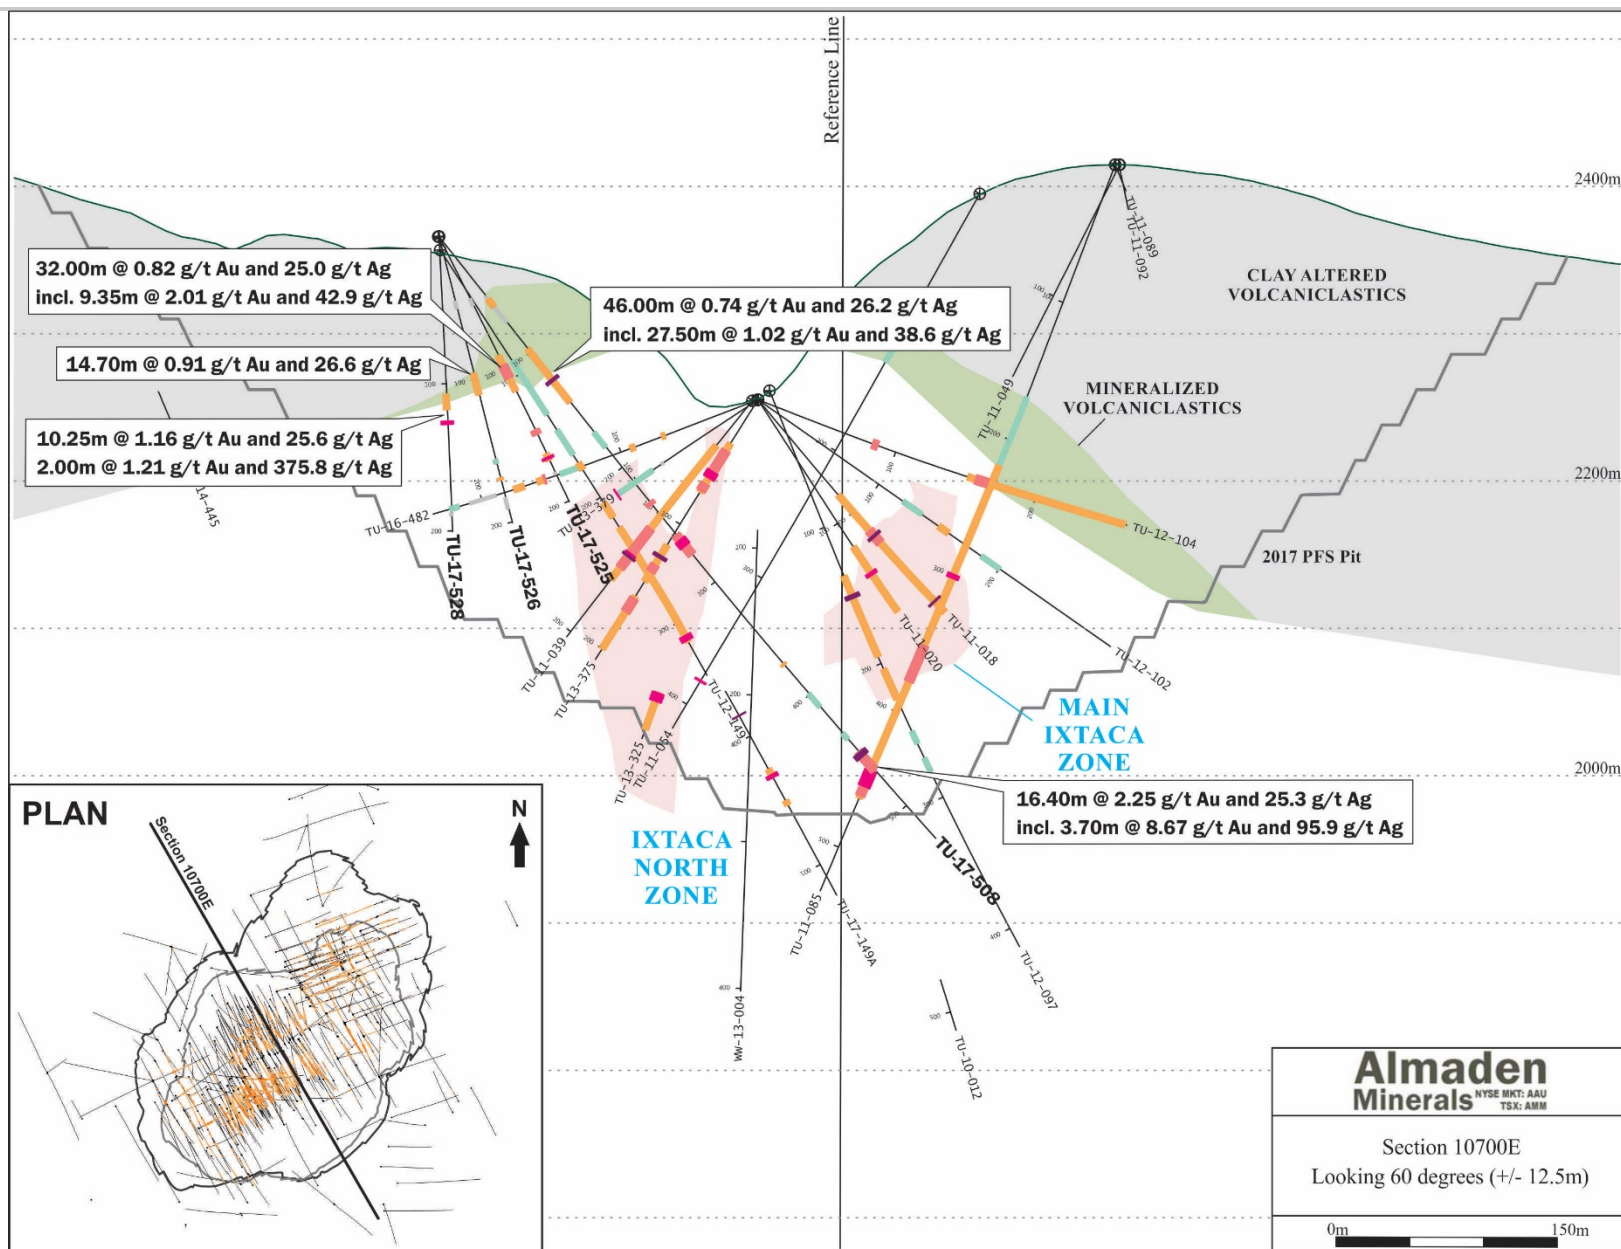 Reference Line
2400m
2200m
2000m
TU-11-089
TU-11-092
CLAY ALTERED
VOLCANICLASTICS
32.00m @ 0.82 g/t Au and 25.0 g/t Ag
incl. 9.35m @ 2.01 g/t Au and 42.9 g/t Ag
46.00m @ 0.74 g/t Au and 26.2 g/t Ag
incl. 27.50m @ 1.02 g/t Au and 38.6 g/t Ag
14.70m @ 0.91 g/t Au and 26.6 g/t Ag
10.25m @ 1.16 g/t Au and 25.6 g/t Ag
2.00m @ 1.21 g/t Au and 375.8 g/t Ag
MINERALIZED
VOLCANICLASTICS
TU-11-049
14-445
TU-16-482
TU-17-528
TU-17-526
TU-17-525
TU-13-379
TU-12-104
2017 PFS Pit
TU-11-039
TU-13-375
TU-11-020
TU-11-018
TU-12-102
TU-12-149
TU-13-325
TU-11-054
MAIN
IXTACA
ZONE
16.40m @ 2.25 g/t Au and 25.3 g/t Ag
incl. 3.70m @ 8.67 g/t Au and 95.9 g/t Ag
IXTACA
NORTH
ZONE
TU-17-508
TU-11-085
TU-17-149A
TU-12-097
WW-13-004
TU-10-012
PLAN
N
Section 10700E
Almaden
Minerals
NYSE MKT: AAU
TSX: AMM
Section 10700E
Looking 60 degrees (+/- 12.5m)
0m 150m